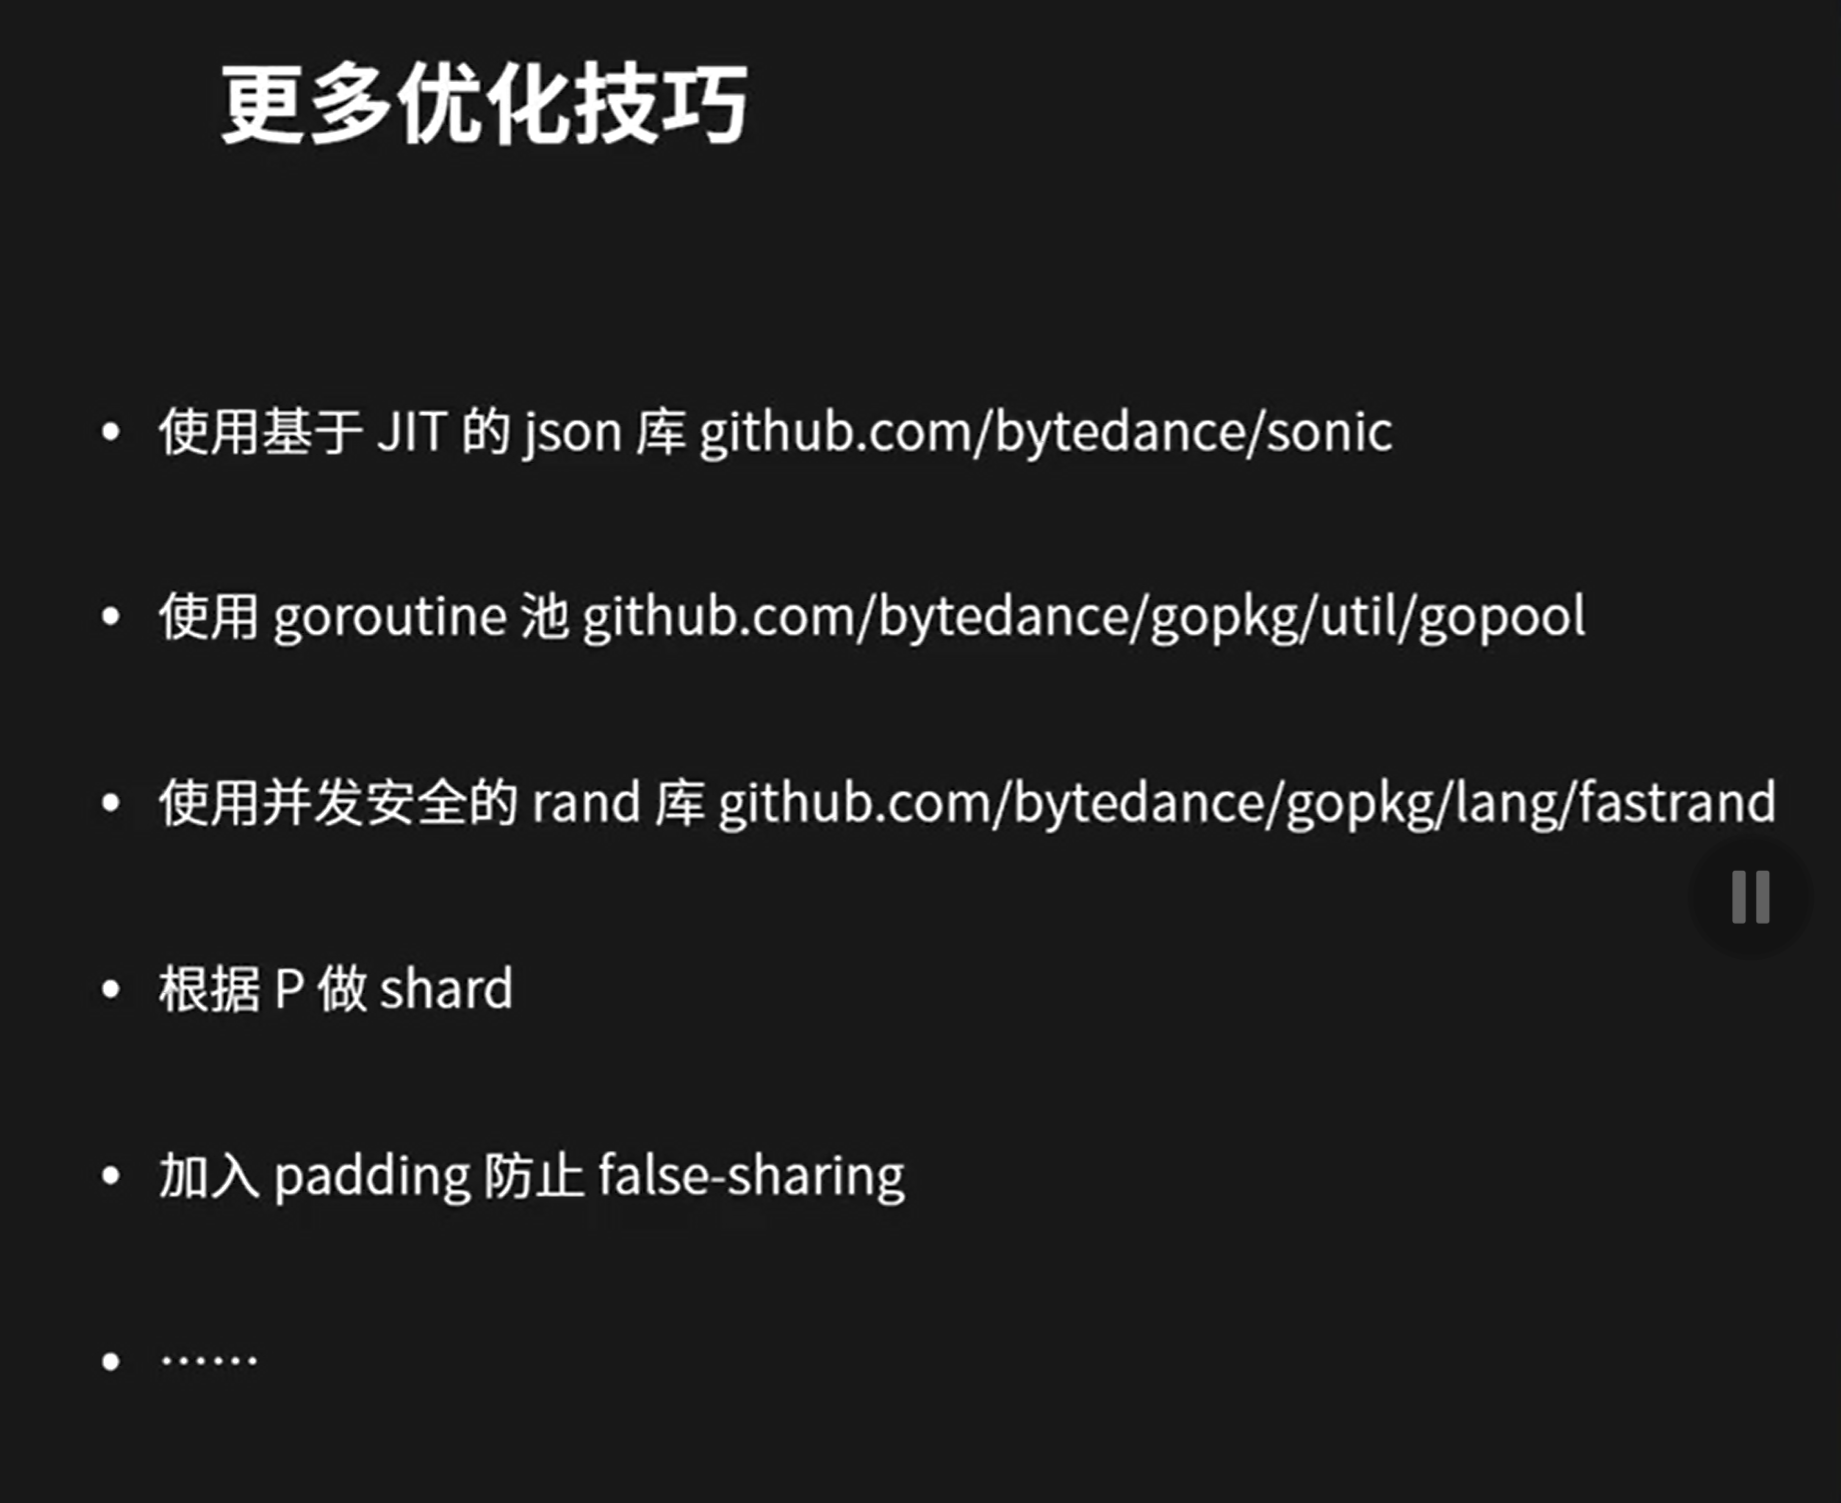 更多优化技巧
使用基于 JIT 的 json 库 github.com/bytedance/sonic
使用 goroutine 池 github.com/bytedance/gopkg/util/gopool
使用并发安全的 rand 库 github.com/bytedance/gopkg/lang/fastrand
根据 P 做 shard
加入 padding 防止 false-sharing
……